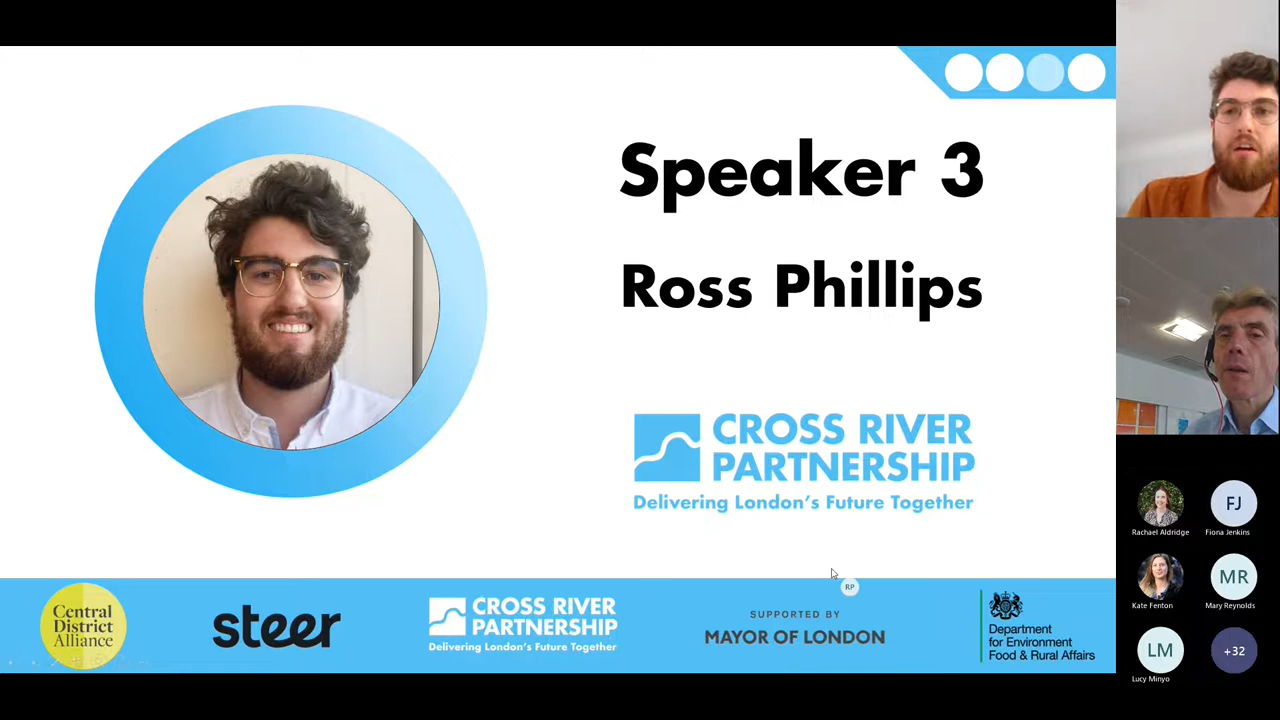 Speaker 3
Ross Phillips
CROSS RIVER
PARTNERSHIP
Delivering London's Future Together
RP
Central
District
Alliance
steer
CROSS RIVER
PARTNERSHIP
Delivering London's Future Together
SUPPORTED BY
MAYOR OF LONDON
Department
for Environment
Food & Rural Affairs
FJ
Rachael Aldridge
Fiona Jenkins
MR
Kate Fenton
Mary Reynolds
LM
+32
Lucy Minyo